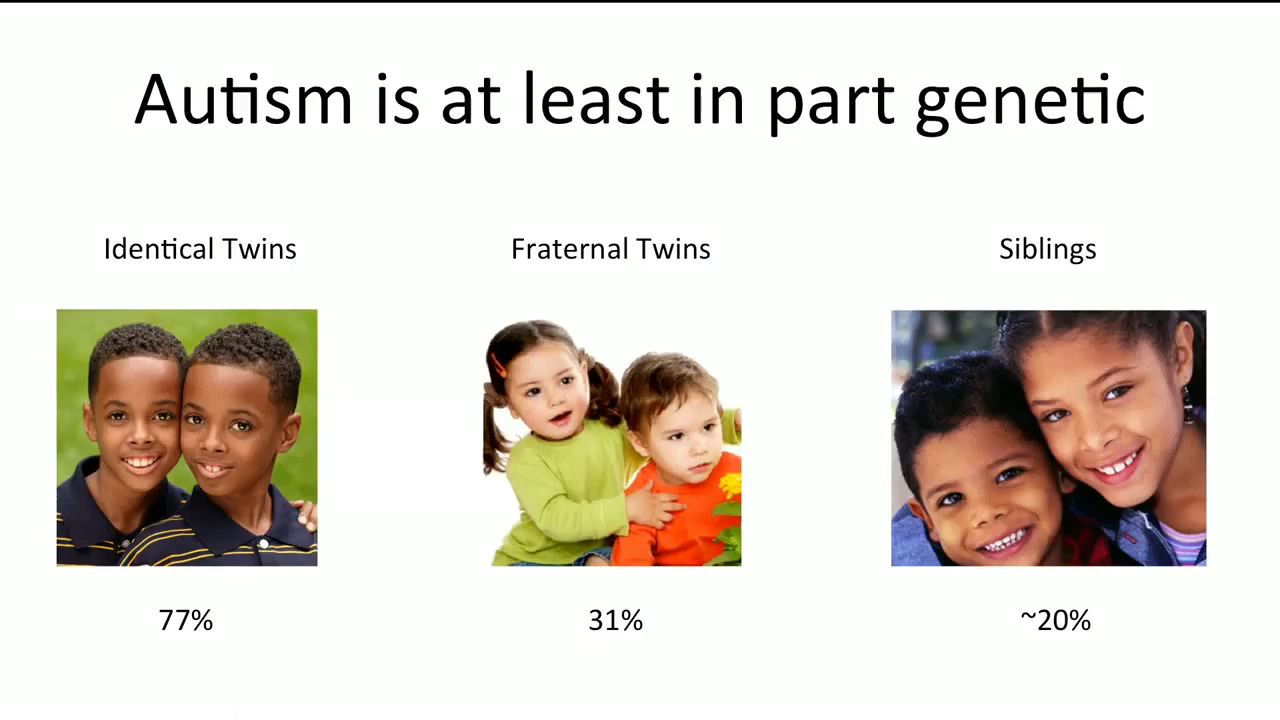 Autism is at least in part genetic
Identical Twins
Fraternal Twins
Siblings
77%
31%
~20%